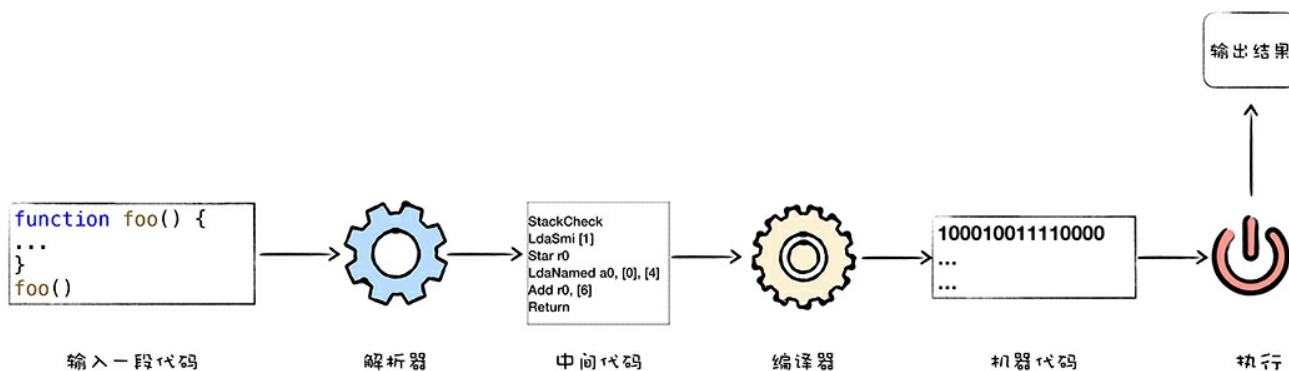 输出结果
function foo() {
...
}
foo()
StackCheck
LdaSmi [1]
Star r0
LdaNamed a0, [0], [4]
Add r0, [6]
Return
100010011110000
...
...
输入一段代码
解析器
中间代码
编译器
机器代码
执行